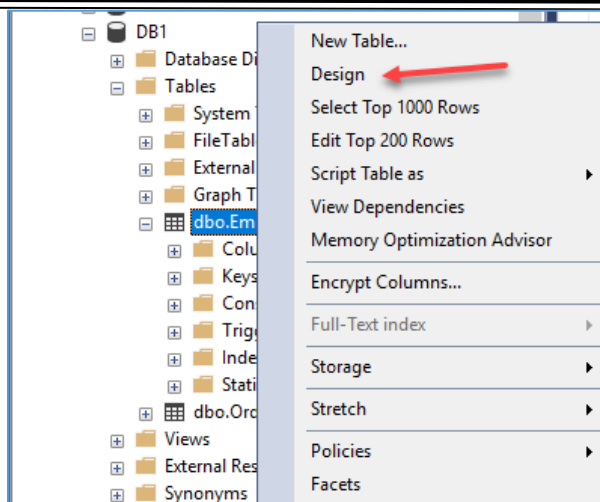 DB1
Database Di
Tables
System
FileTabl
External
Graph T
dbo.Em
Colu
Keys
Con
Trig
Inde
Stati
dbo.Ord
Views
External Res
Synonyms
New Table...
Design
Select Top 1000 Rows
Edit Top 200 Rows
Script Table as
View Dependencies
Memory Optimization Advisor
Encrypt Columns...
Full-Text index
Storage
Stretch
Policies
Facets